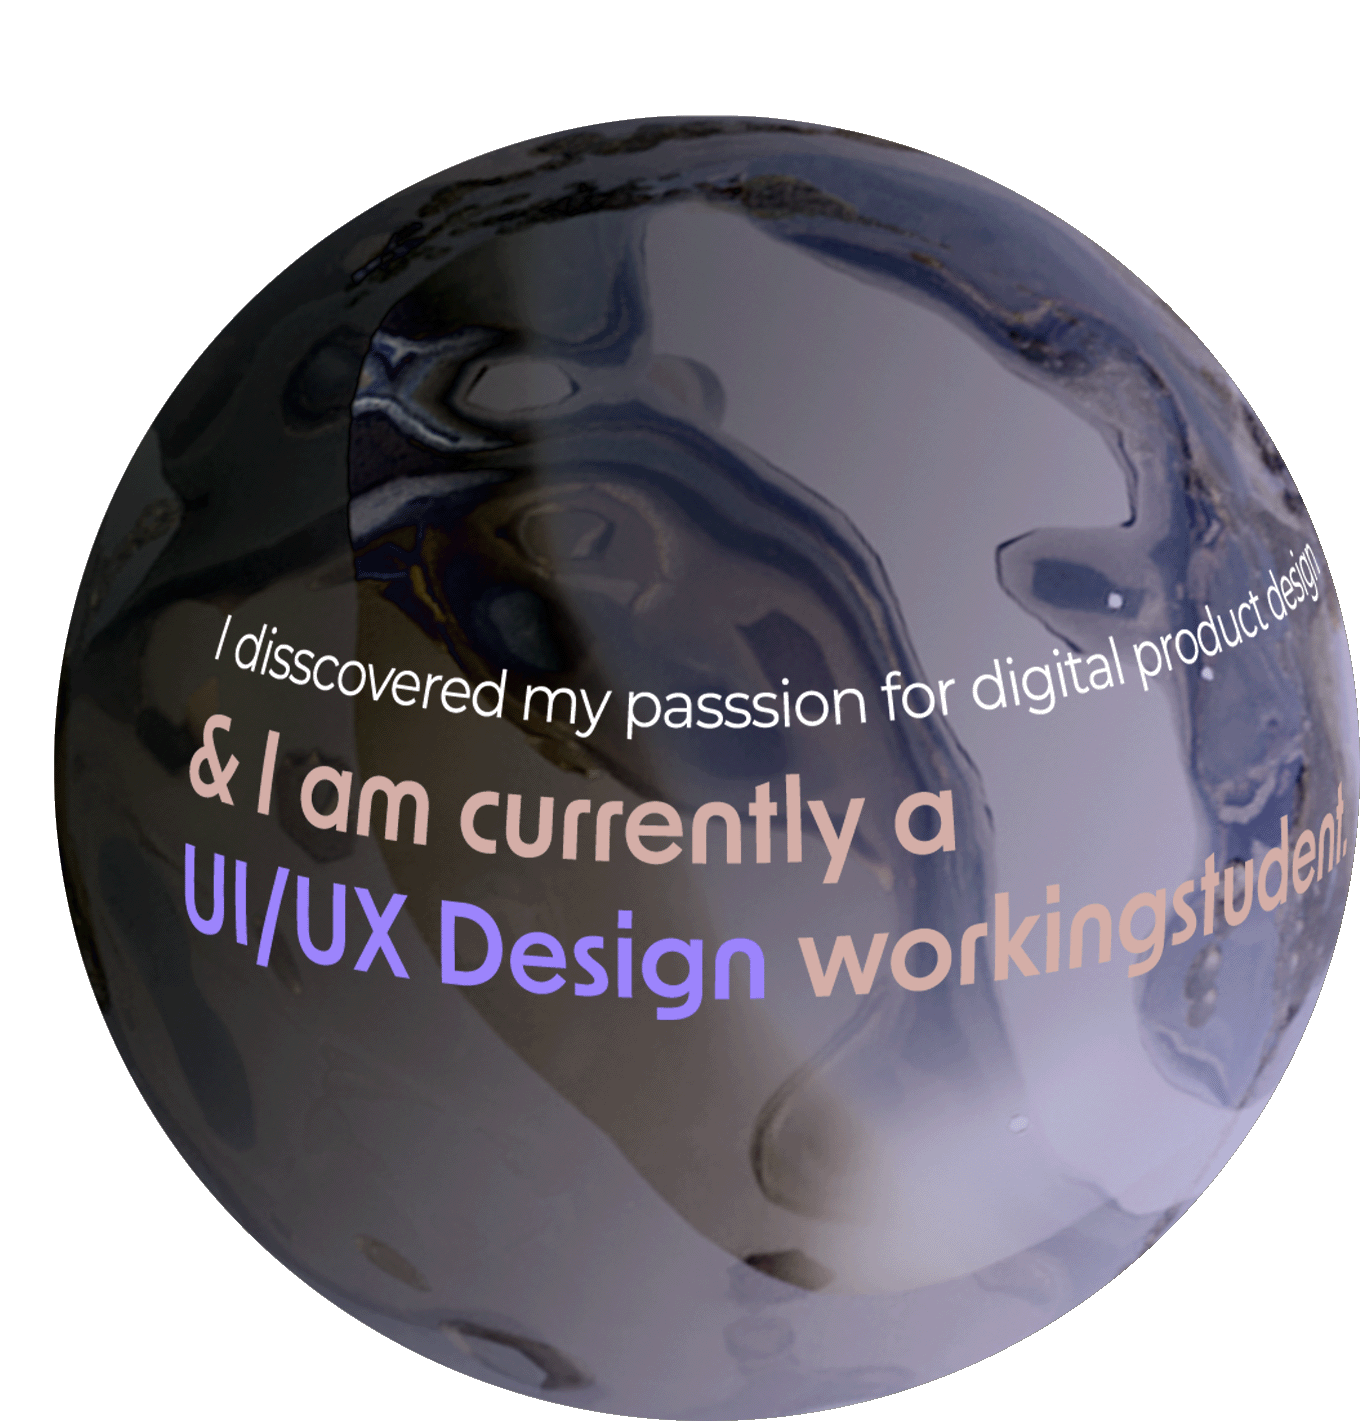 I disscovered my passsion for digital product design
& I am currently a
UI/UX Design workingstudent.